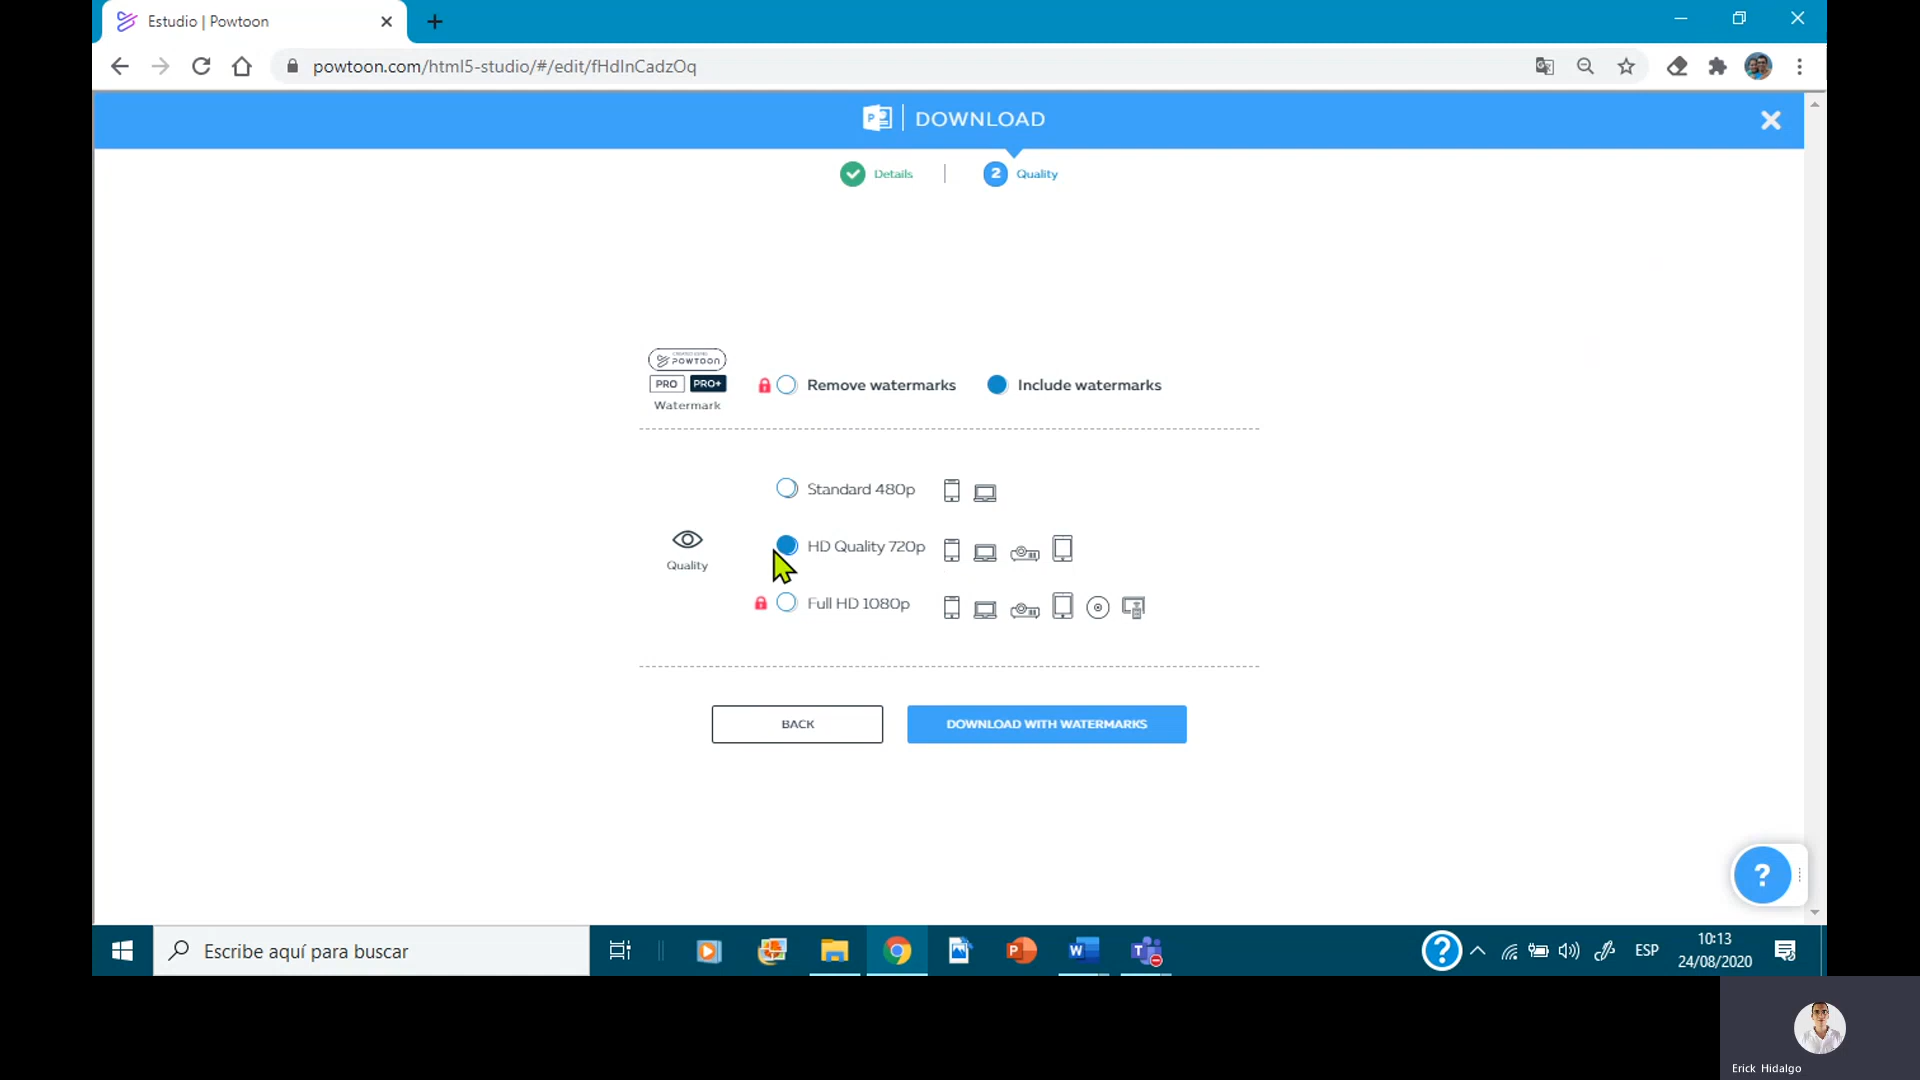 Estudio | Powtoon
powtoon.com/html5-studio/#/edit/fHdInCadzOq
DOWNLOAD
Details
2 Quality
POWTOON
PRO PRO+
Watermark
Remove watermarks
Include watermarks
Standard 480p
HD Quality 720p
Quality
Full HD 1080p
BACK
DOWNLOAD WITH WATERMARKS
?
Escribe aquí para buscar
ESP
10:13
24/08/2020
Erick Hidalgo